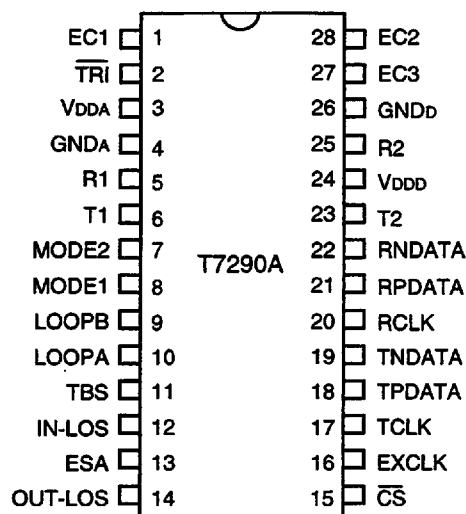 EC1 1 28 EC2
T̅R̅I̅ 2 27 EC3
VDDA 3 26 GNDD
GNDA 4 25 R2
R1 5 24 VDDD
T1 6 23 T2
MODE2 7 22 RNDATA
T7290A
MODE1 8 21 RPDATA
LOOPB 9 20 RCLK
LOOPA 10 19 TNDATA
TBS 11 18 TPDATA
IN-LOS 12 17 TCLK
ESA 13 16 EXCLK
OUT-LOS 14 15 C̅S̅